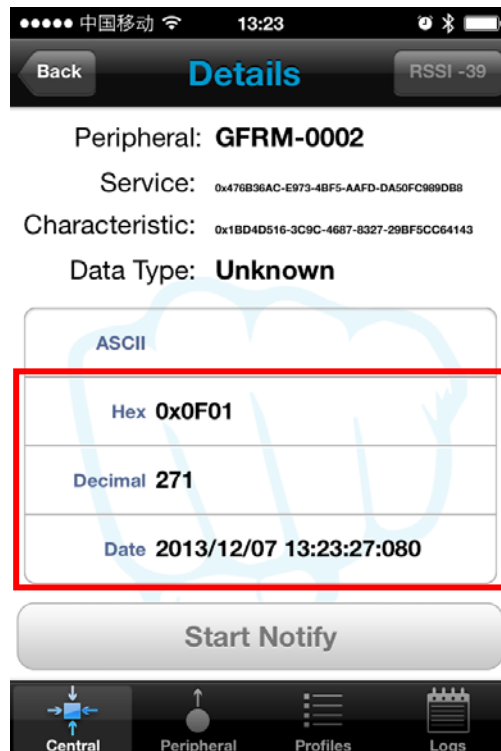 中国移动 13:23
Back Details RSSI -39
Peripheral: GFRM-0002
Service: 0x476B36AC-E973-4BF5-AAFD-DA50FC989DB8
Characteristic: 0x1BD4D516-3C9C-4687-8327-29BF5CC64143
Data Type: Unknown
ASCII
Hex 0x0F01
Decimal 271
Date 2013/12/07 13:23:27:080
Start Notify
Central Peripheral Profiles Logs